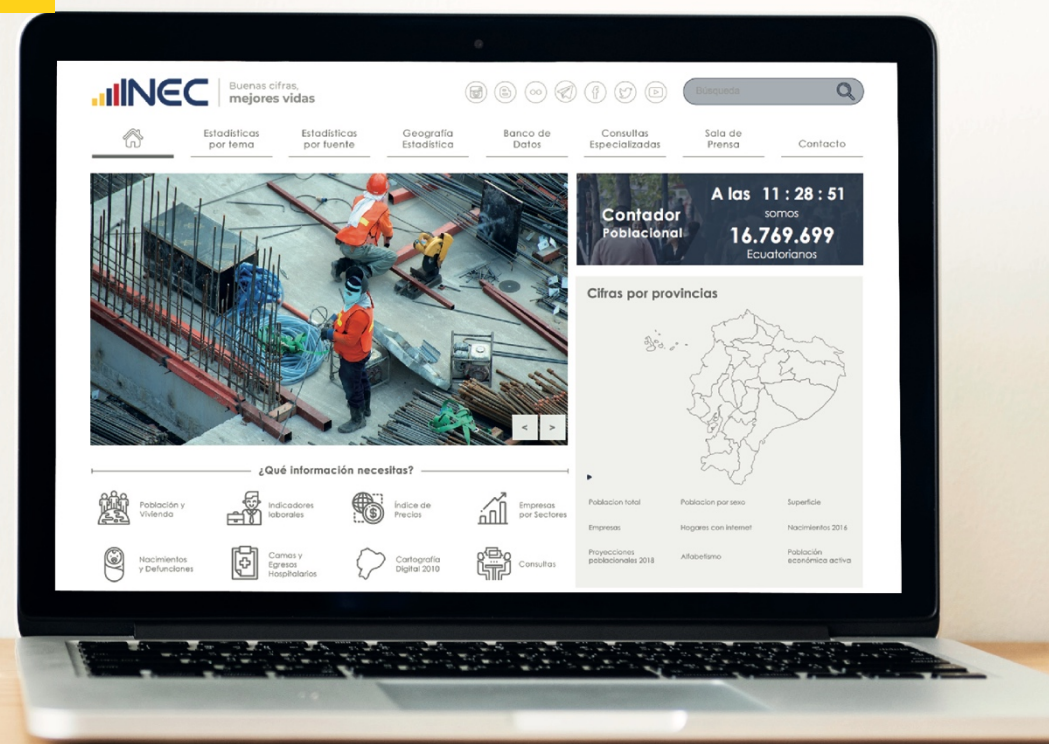 INEC
Buenas cifras,
mejores vidas
Búsqueda
Estadísticas
por tema
Estadísticas
por fuente
Geografía
Estadística
Banco de
Datos
Consultas
Especializadas
Sala de
Prensa
Contacto
Contador
Poblacional
A las 11 : 28 : 51
somos
16.769.699
Ecuatorianos
Cifras por provincias
< >
¿Qué información necesitas?
Población y
Viviendo
Indicadores
laborales
Índice de
Precios
Empresas
por Sectores
Nacimientos
y Defunciones
Camas y
Egresos
Hospitalarios
Cartografía
Digital 2010
Consultas
Poblacion total
Poblacion por sexo
Superficie
Empresas
Hogares con internet
Nacimientos 2016
Proyecciones
poblacionales 2018
Alfabetismo
Población
económica activa